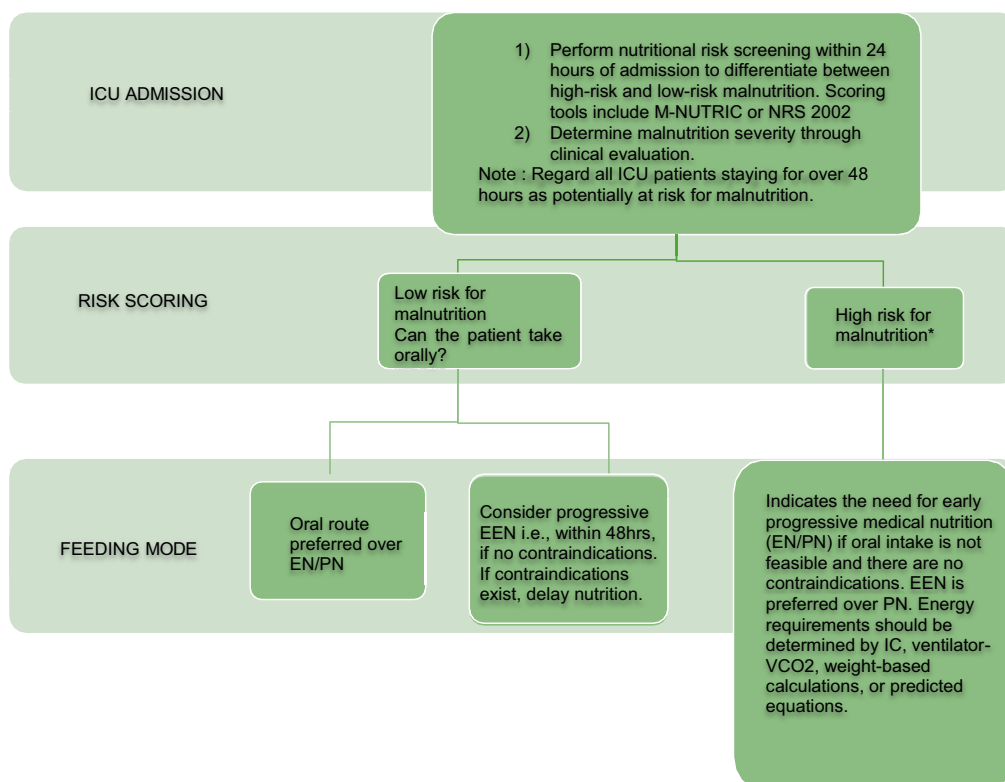 ICU ADMISSION
1) Perform nutritional risk screening within 24
hours of admission to differentiate between
high-risk and low-risk malnutrition. Scoring
tools include M-NUTRIC or NRS 2002
2) Determine malnutrition severity through
clinical evaluation.
Note : Regard all ICU patients staying for over 48
hours as potentially at risk for malnutrition.
RISK SCORING
Low risk for
malnutrition
Can the patient take
orally?
High risk for
malnutrition*
FEEDING MODE
Oral route
preferred over
EN/PN
Consider progressive
EEN i.e., within 48hrs,
if no contraindications.
If contraindications
exist, delay nutrition.
Indicates the need for early
progressive medical nutrition
(EN/PN) if oral intake is not
feasible and there are no
contraindications. EEN is
preferred over PN. Energy
requirements should be
determined by IC, ventilator-
VCO2, weight-based
calculations, or predicted
equations.